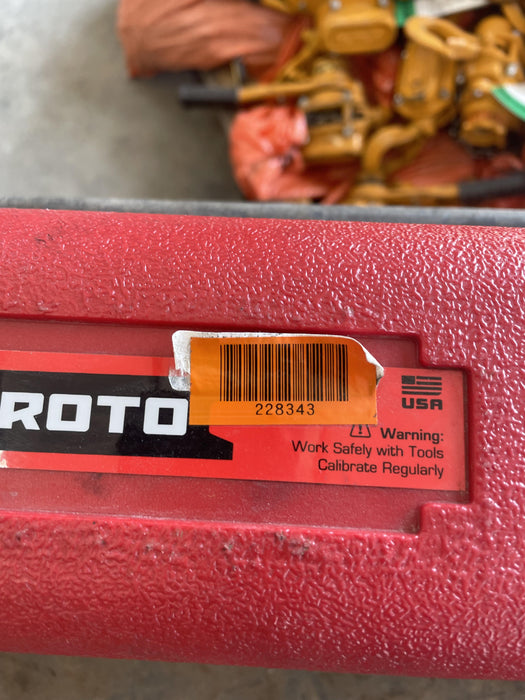 ROTO
228343
USA
Warning:
Work Safely with Tools
Calibrate Regularly